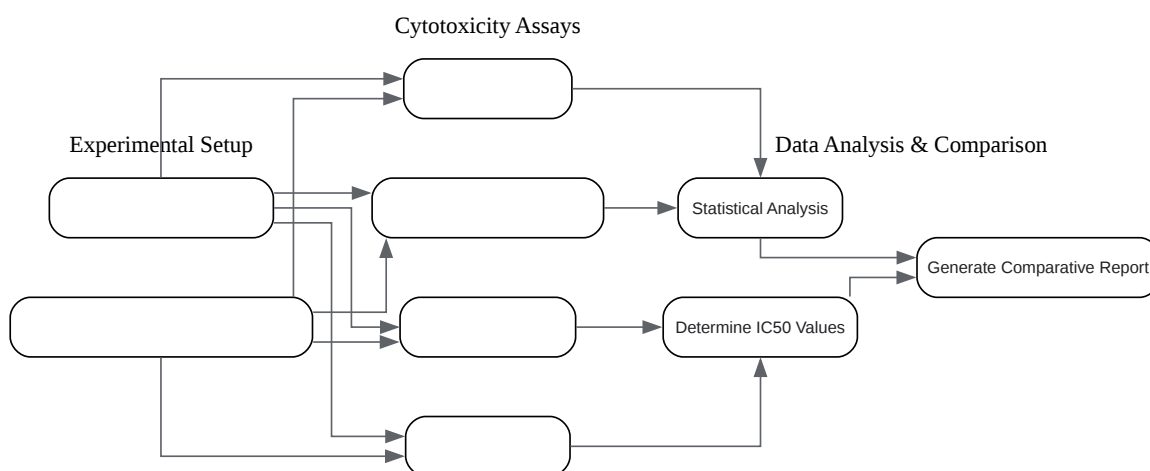 Cytotoxicity Assays
Experimental Setup
Data Analysis & Comparison
Statistical Analysis
Generate Comparative Report
Determine IC50 Values